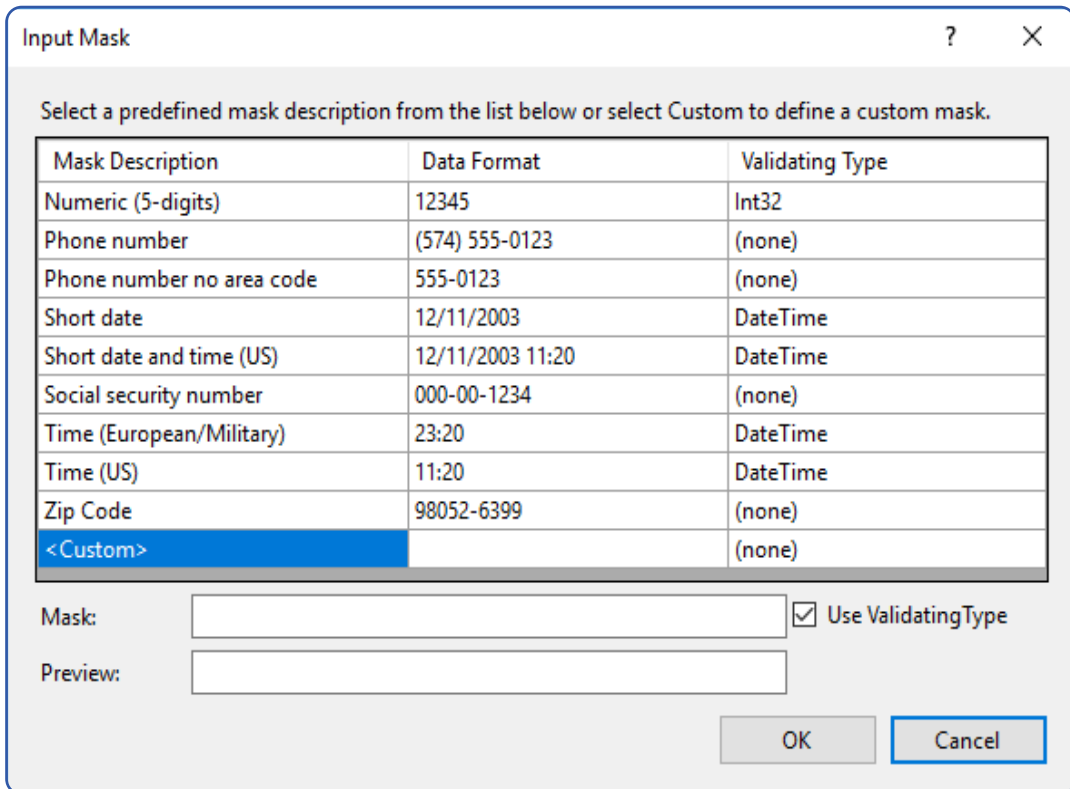 Input Mask ?
Select a predefined mask description from the list below or select Custom to define a custom mask.
Mask Description Data Format Validating Type
Numeric (5-digits) 12345 Int32
Phone number (574) 555-0123 (none)
Phone number no area code 555-0123 (none)
Short date 12/11/2003 DateTime
Short date and time (US) 12/11/2003 11:20 DateTime
Social security number 000-00-1234 (none)
Time (European/Military) 23:20 DateTime
Time (US) 11:20 DateTime
Zip Code 98052-6399 (none)
<Custom> (none)
Mask: Use ValidatingType
Preview:
OK Cancel